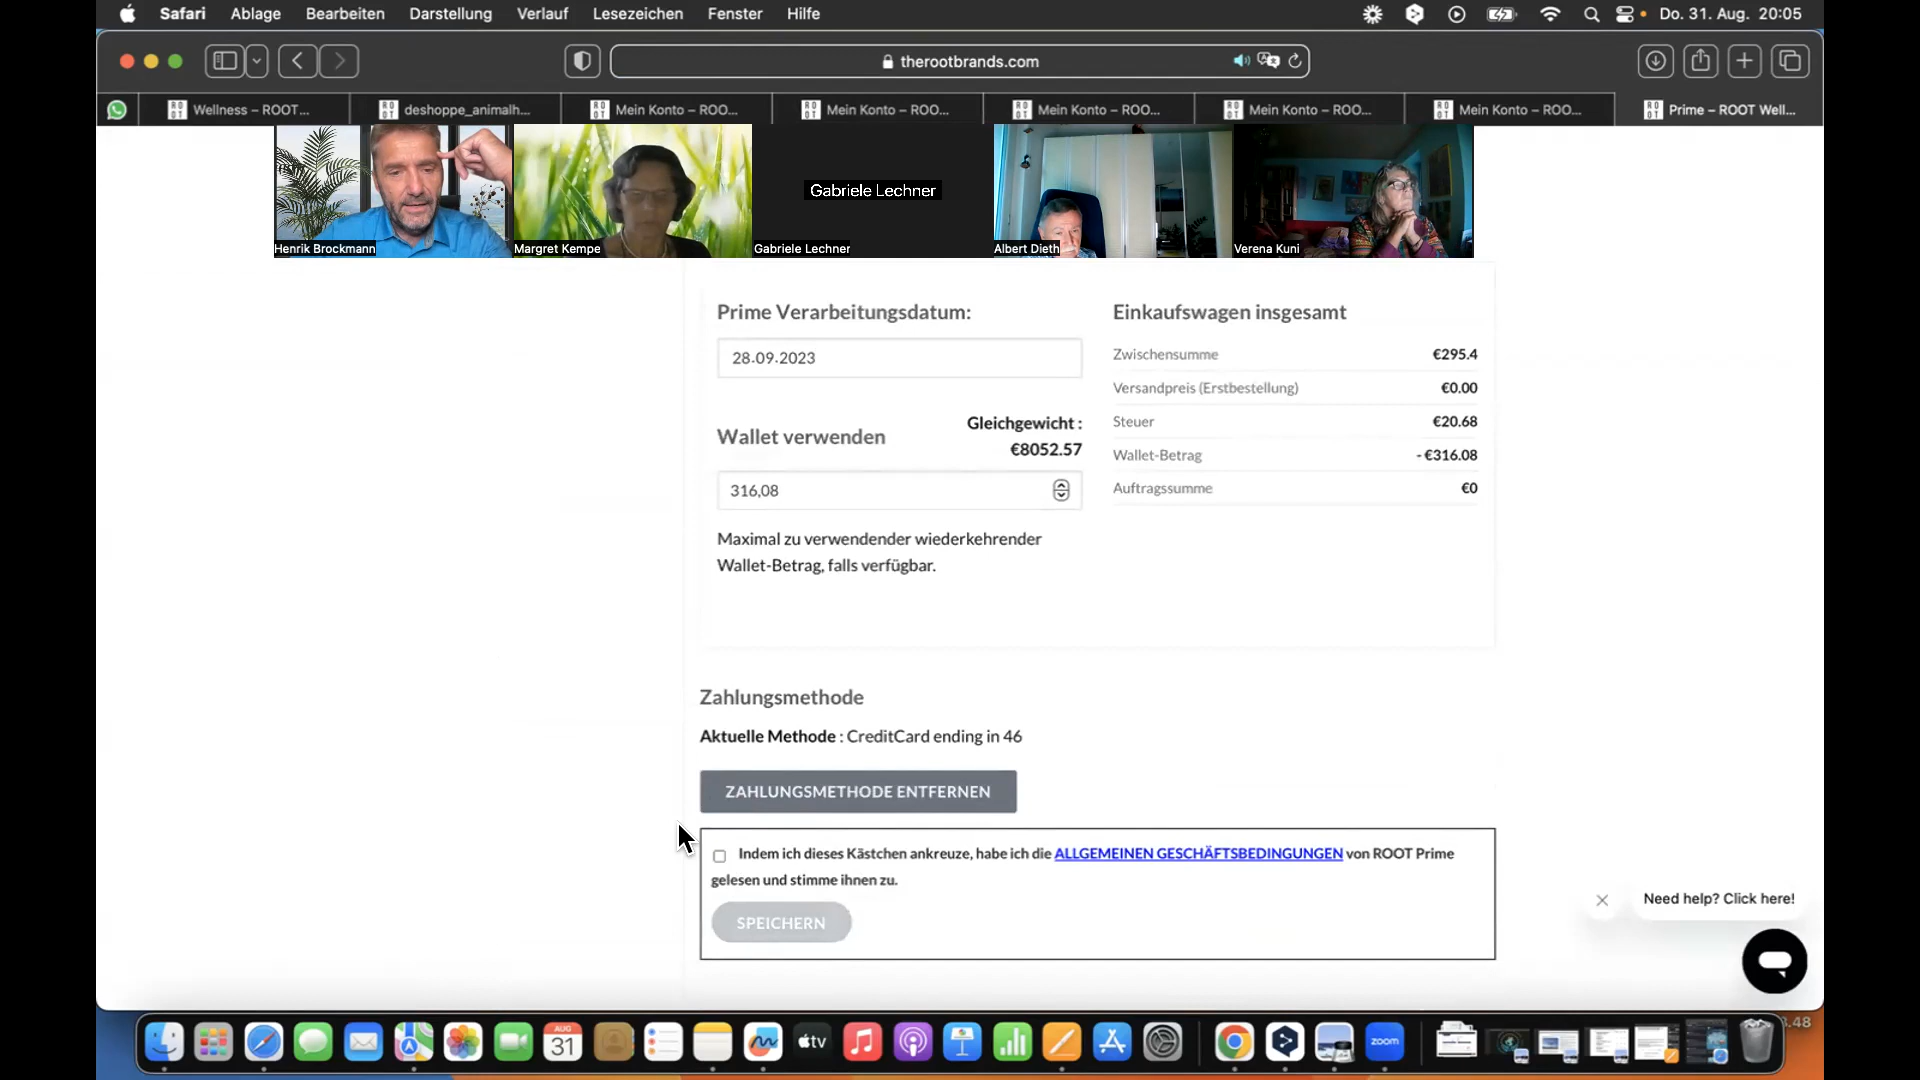 Safari Ablage Bearbeiten Darstellung Verlauf Lesezeichen Fenster Hilfe Do. 31. Aug. 20:05
therootbrands.com
Wellness – ROOT... deshoppe_animalh... Mein Konto – ROO... Mein Konto – ROO... Mein Konto – ROO... Mein Konto – ROO... Mein Konto – ROO... Prime – ROOT Well...
Gabriele Lechner
Henrik Brockmann Margret Kempe Gabriele Lechner Albert Dieth Verena Kuni
Prime Verarbeitungsdatum:
28.09.2023
Wallet verwenden
Gleichgewicht :
€8052.57
316,08
Maximal zu verwendender wiederkehrender
Wallet-Betrag, falls verfügbar.
Einkaufswagen insgesamt
Zwischensumme €295.4
Versandpreis (Erstbestellung) €0.00
Steuer €20.68
Wallet-Betrag - €316.08
Auftragssumme €0
Zahlungsmethode
Aktuelle Methode : CreditCard ending in 46
ZAHLUNGSMETHODE ENTFERNEN
Indem ich dieses Kästchen ankreuze, habe ich die ALLGEMEINEN GESCHÄFTSBEDINGUNGEN von ROOT Prime
gelesen und stimme ihnen zu.
SPEICHERN
Need help? Click here!
AUG
31
tv
zoom